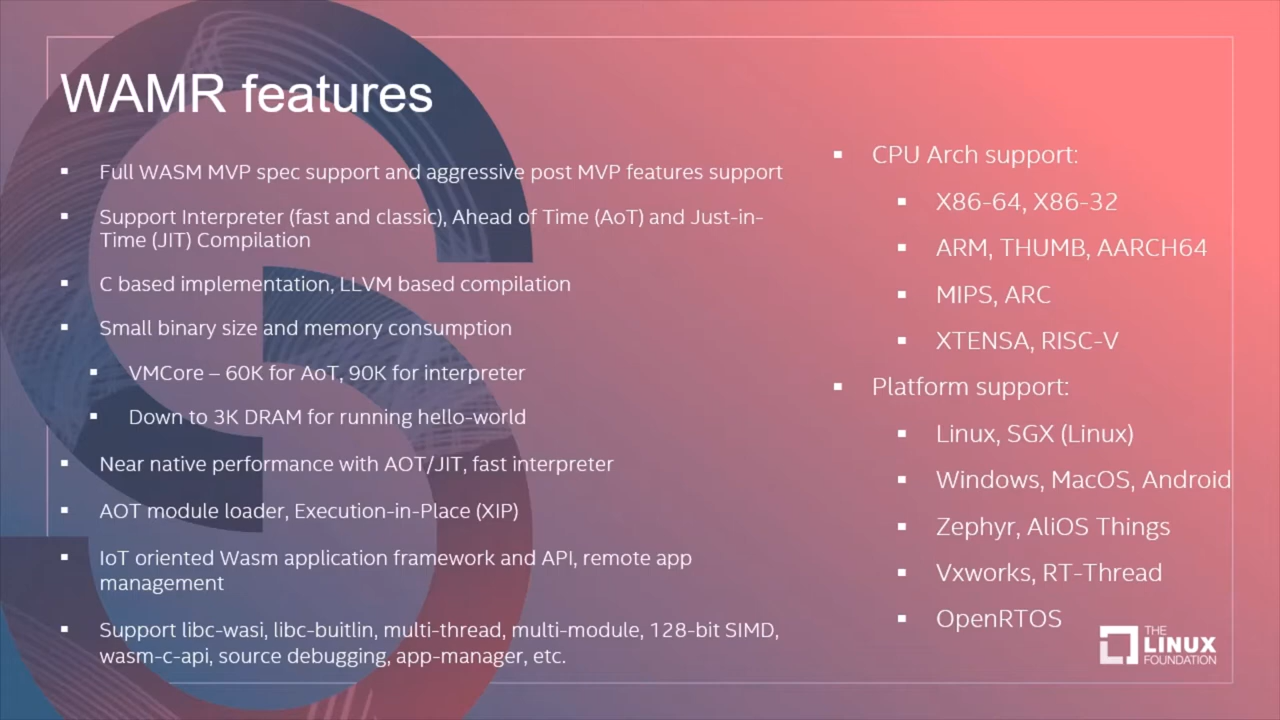 WAMR features
▪ Full WASM MVP spec support and aggressive post MVP features support
▪ Support Interpreter (fast and classic), Ahead of Time (AoT) and Just-in-
Time (JIT) Compilation
▪ C based implementation, LLVM based compilation
▪ Small binary size and memory consumption
▪ VMCore – 60K for AoT, 90K for interpreter
▪ Down to 3K DRAM for running hello-world
▪ Near native performance with AOT/JIT, fast interpreter
▪ AOT module loader, Execution-in-Place (XIP)
▪ IoT oriented Wasm application framework and API, remote app
management
▪ Support libc-wasi, libc-buitlin, multi-thread, multi-module, 128-bit SIMD,
wasm-c-api, source debugging, app-manager, etc.
▪ CPU Arch support:
▪ X86-64, X86-32
▪ ARM, THUMB, AARCH64
▪ MIPS, ARC
▪ XTENSA, RISC-V
▪ Platform support:
▪ Linux, SGX (Linux)
▪ Windows, MacOS, Android
▪ Zephyr, AliOS Things
▪ Vxworks, RT-Thread
▪ OpenRTOS
THE
LINUX
FOUNDATION